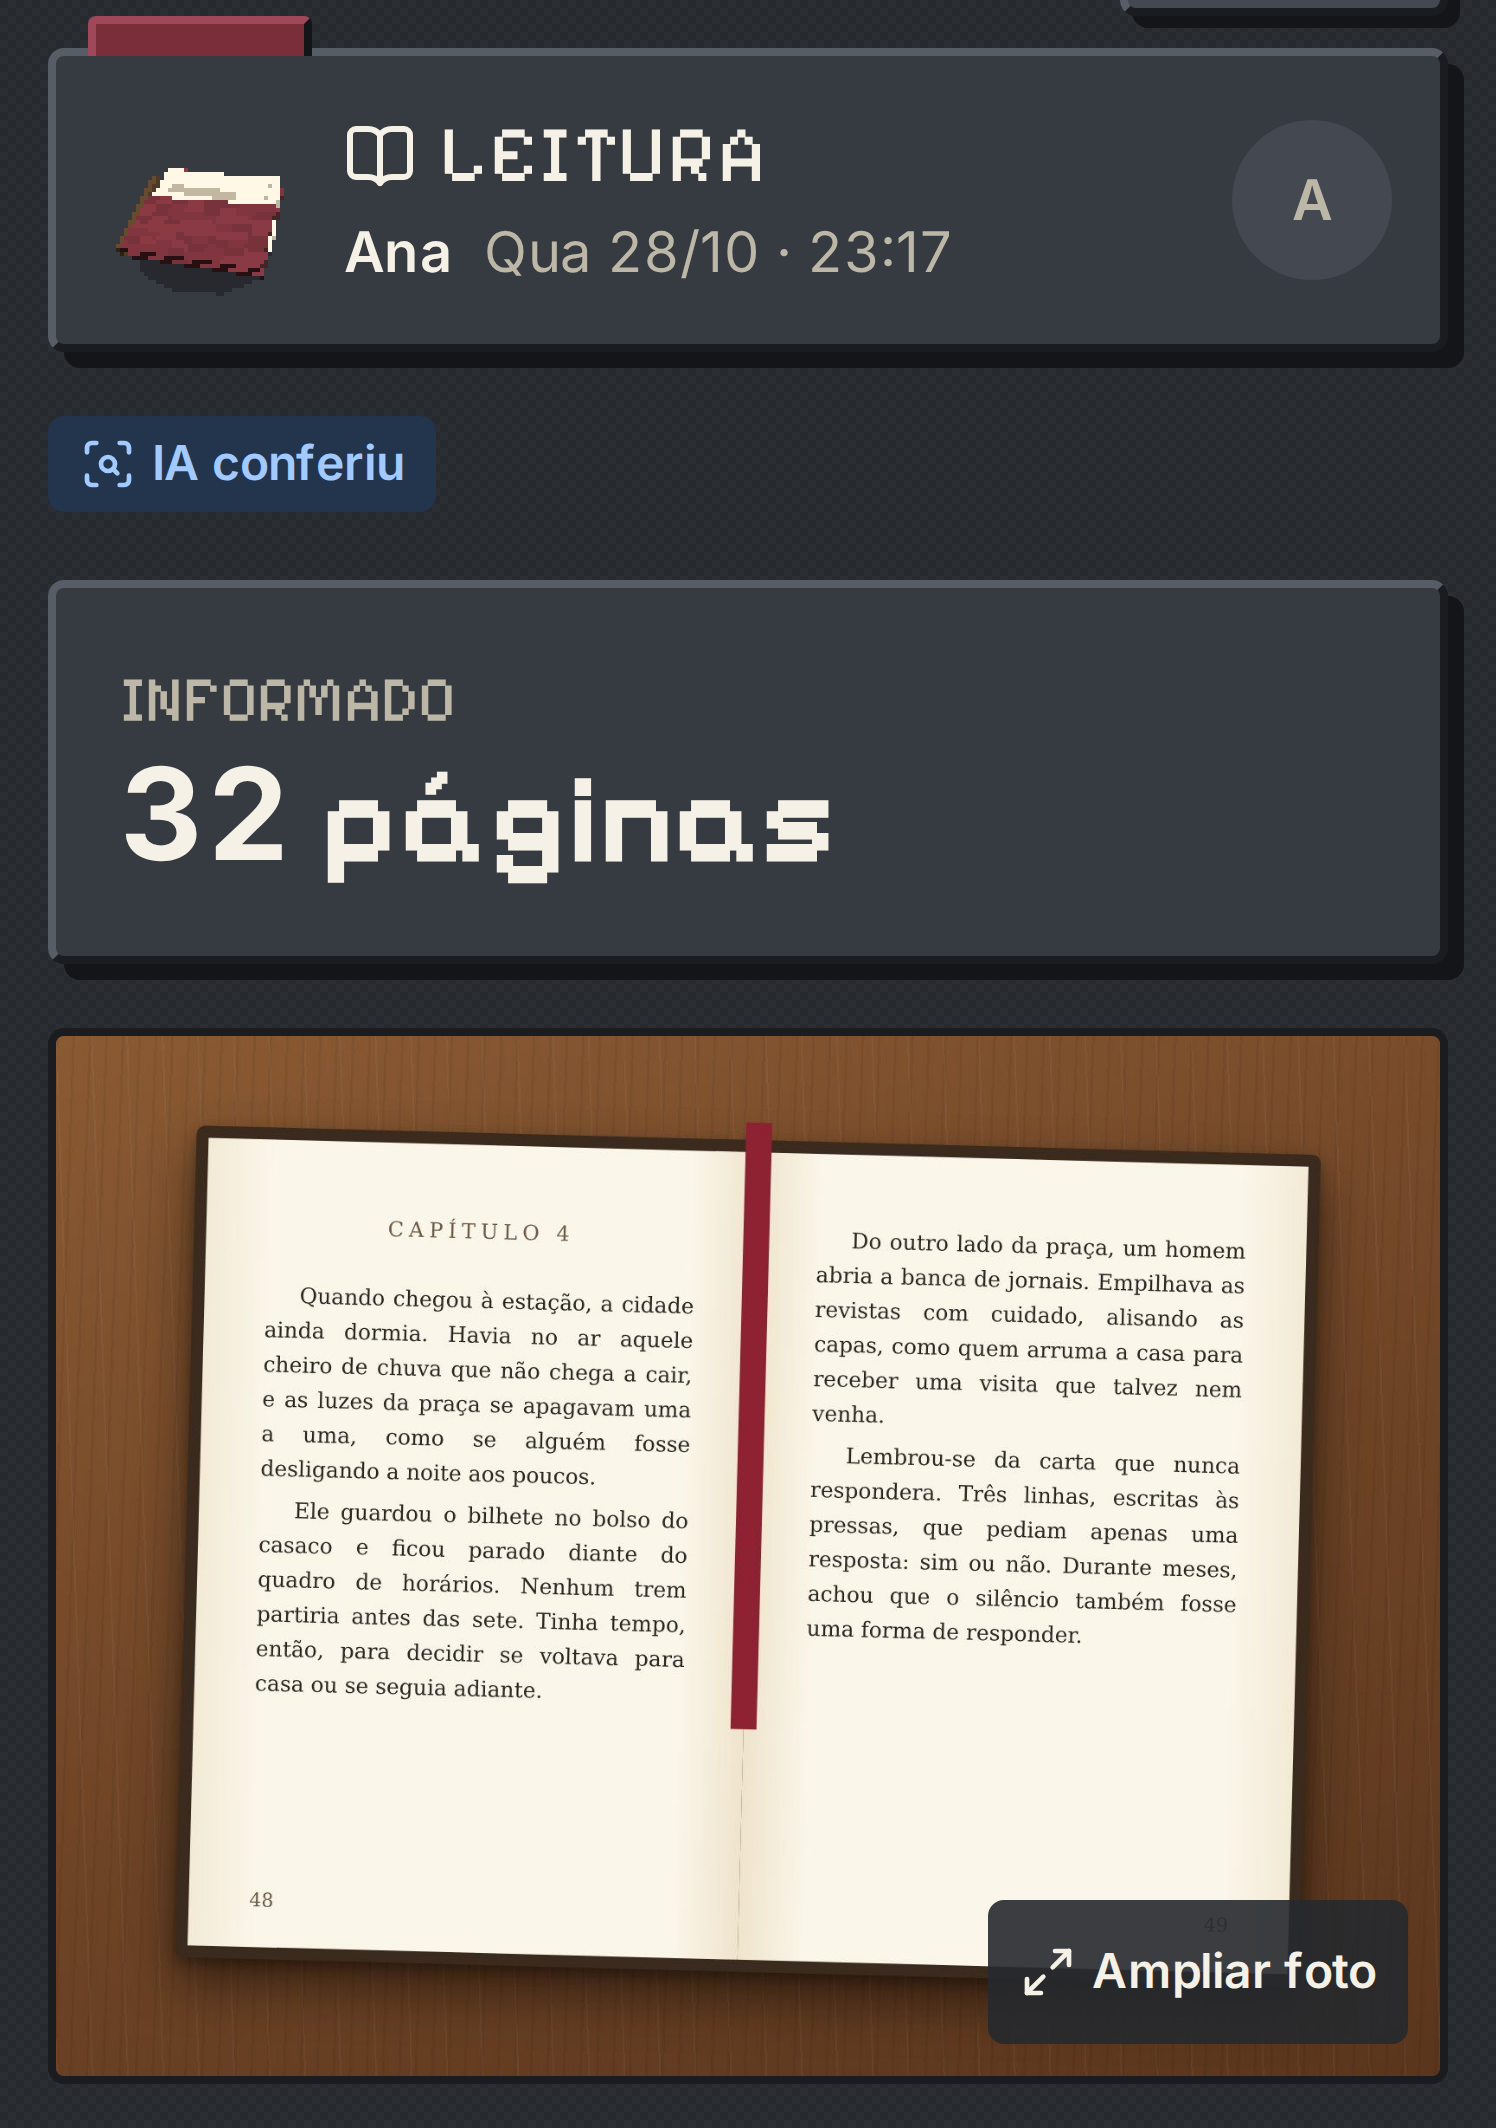 LEITURA
Ana Qua 28/10 · 23:17
A
IA conferiu
INFORMADO
32 páginas
CAPÍTULO 4
Quando chegou à estação, a cidade
ainda dormia. Havia no ar aquele
cheiro de chuva que não chega a cair,
e as luzes da praça se apagavam uma
a uma, como se alguém fosse
desligando a noite aos poucos.
Ele guardou o bilhete no bolso do
casaco e ficou parado diante do
quadro de horários. Nenhum trem
partiria antes das sete. Tinha tempo,
então, para decidir se voltava para
casa ou se seguia adiante.
48
Do outro lado da praça, um homem
abria a banca de jornais. Empilhava as
revistas com cuidado, alisando as
capas, como quem arruma a casa para
receber uma visita que talvez nem
venha.
Lembrou-se da carta que nunca
respondera. Três linhas, escritas às
pressas, que pediam apenas uma
resposta: sim ou não. Durante meses,
achou que o silêncio também fosse
uma forma de responder.
49
Ampliar foto